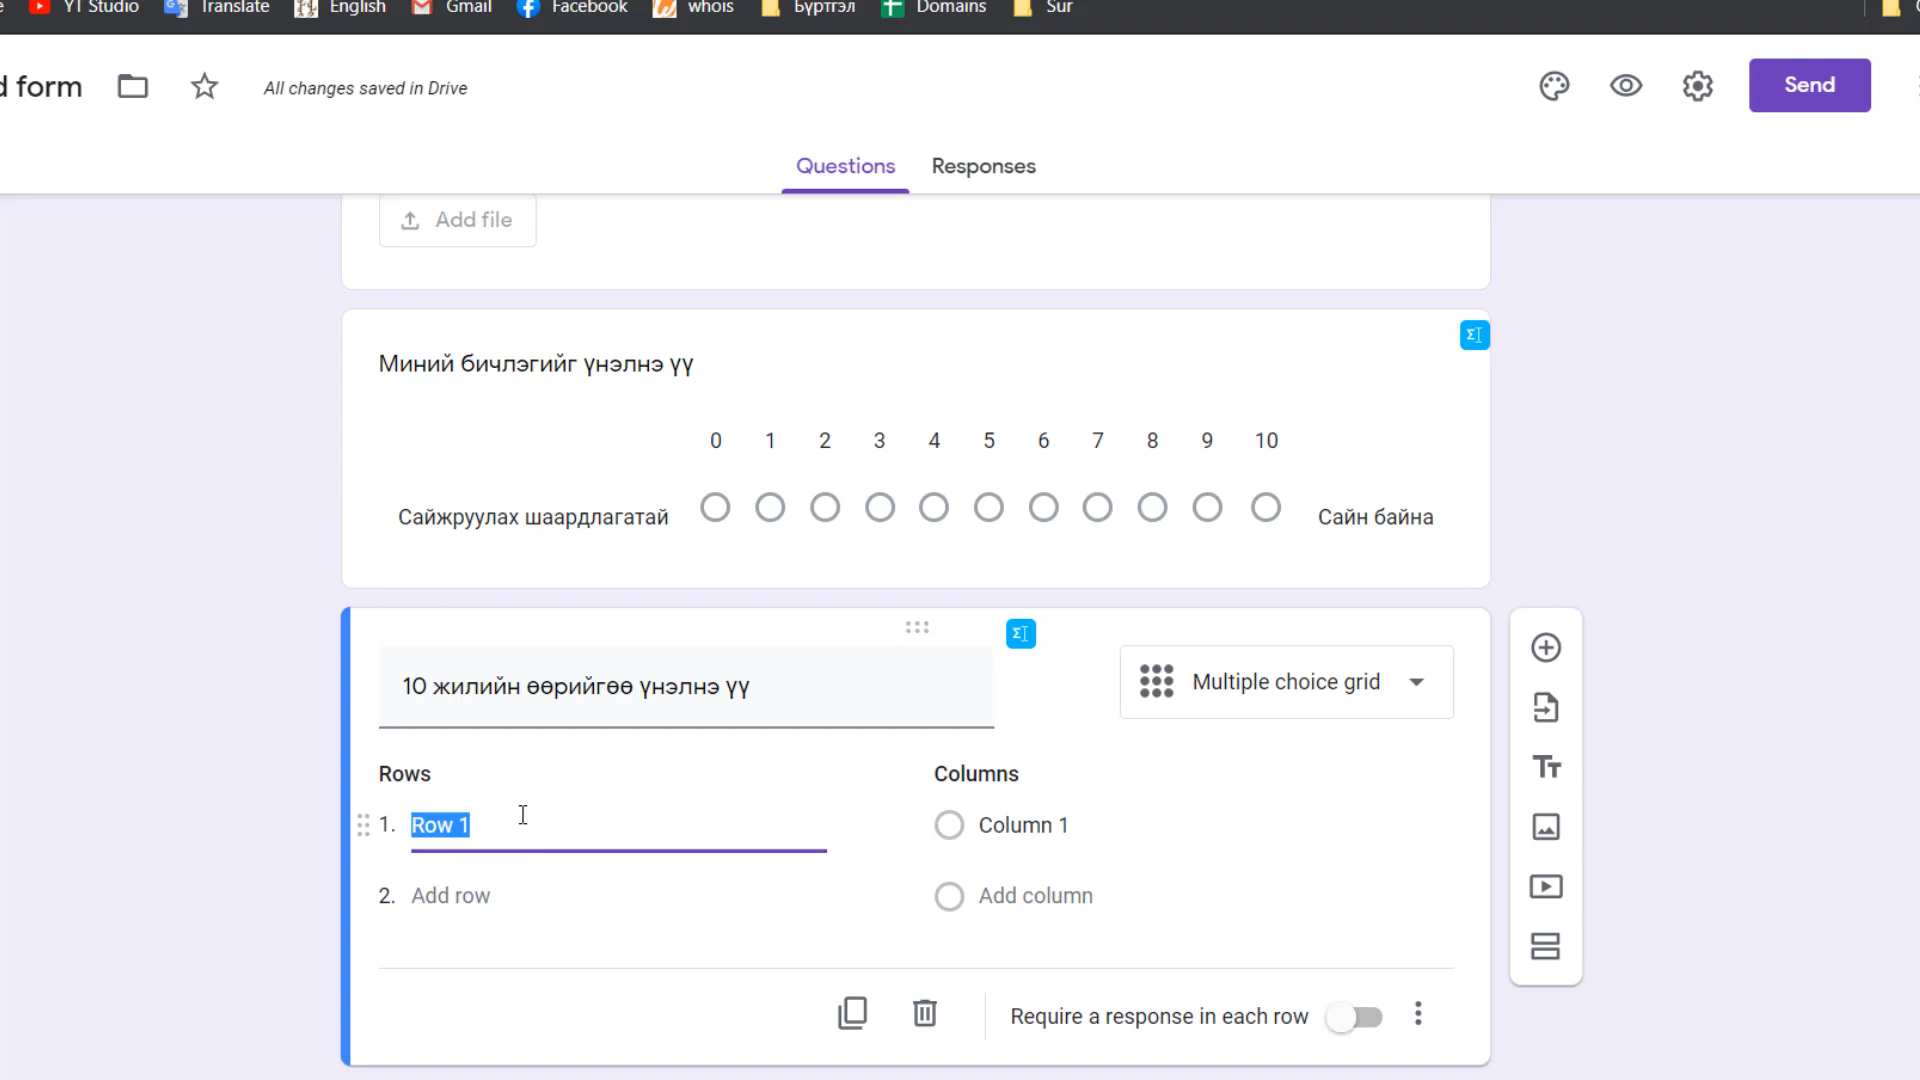 YT Studio Translate English Gmail Facebook whois Бүртгэл Domains Sur
form All changes saved in Drive Send
Questions Responses
Add file
Миний бичлэгийг үнэлнэ үү
0 1 2 3 4 5 6 7 8 9 10
Сайжруулах шаардлагатай Сайн байна
10 жилийн өөрийгөө үнэлнэ үү Multiple choice grid
Rows Columns
1. Row 1 Column 1
2. Add row Add column
Require a response in each row